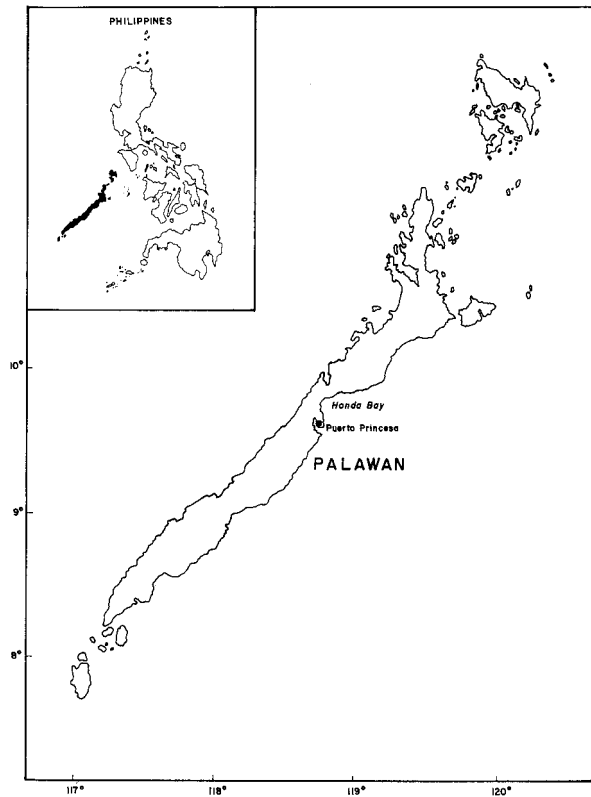 PHILIPPINES
10°
Honda Bay
Puerto Princesa
PALAWAN
9°
8°
117°
118°
119°
120°